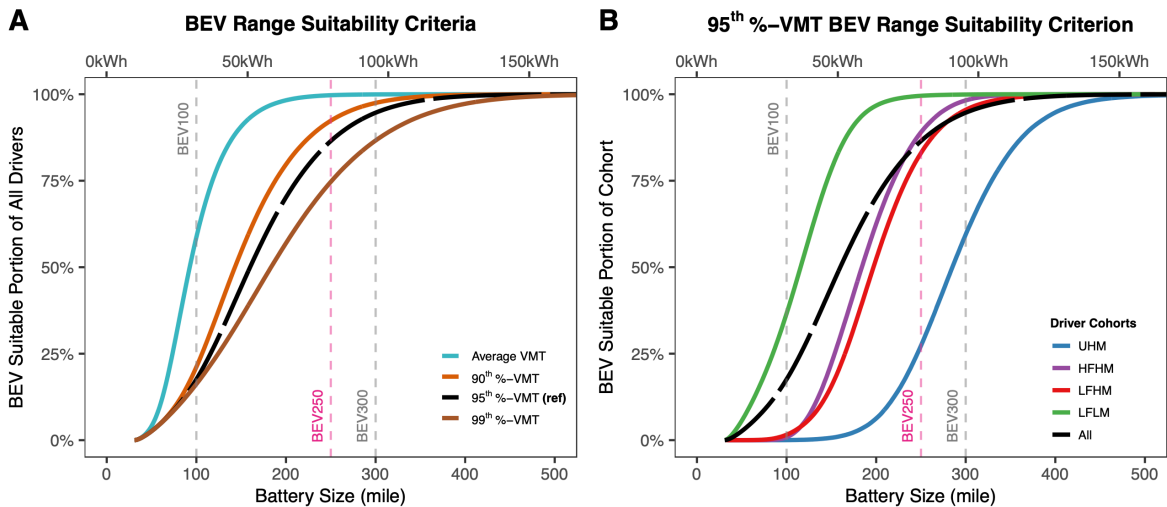 A
BEV Range Suitability Criteria
0kWh 50kWh 100kWh 150kWh
BEV Suitable Portion of All Drivers
100%
75%
50%
25%
0%
BEV100
BEV250
BEV300
Average VMT
90th %−VMT
95th %−VMT (ref)
99th %−VMT
0 100 200 300 400 500
Battery Size (mile)
B
95th %−VMT BEV Range Suitability Criterion
0kWh 50kWh 100kWh 150kWh
BEV Suitable Portion of Cohort
100%
75%
50%
25%
0%
BEV100
BEV250
BEV300
Driver Cohorts
UHM
HFHM
LFHM
LFLM
All
0 100 200 300 400 500
Battery Size (mile)